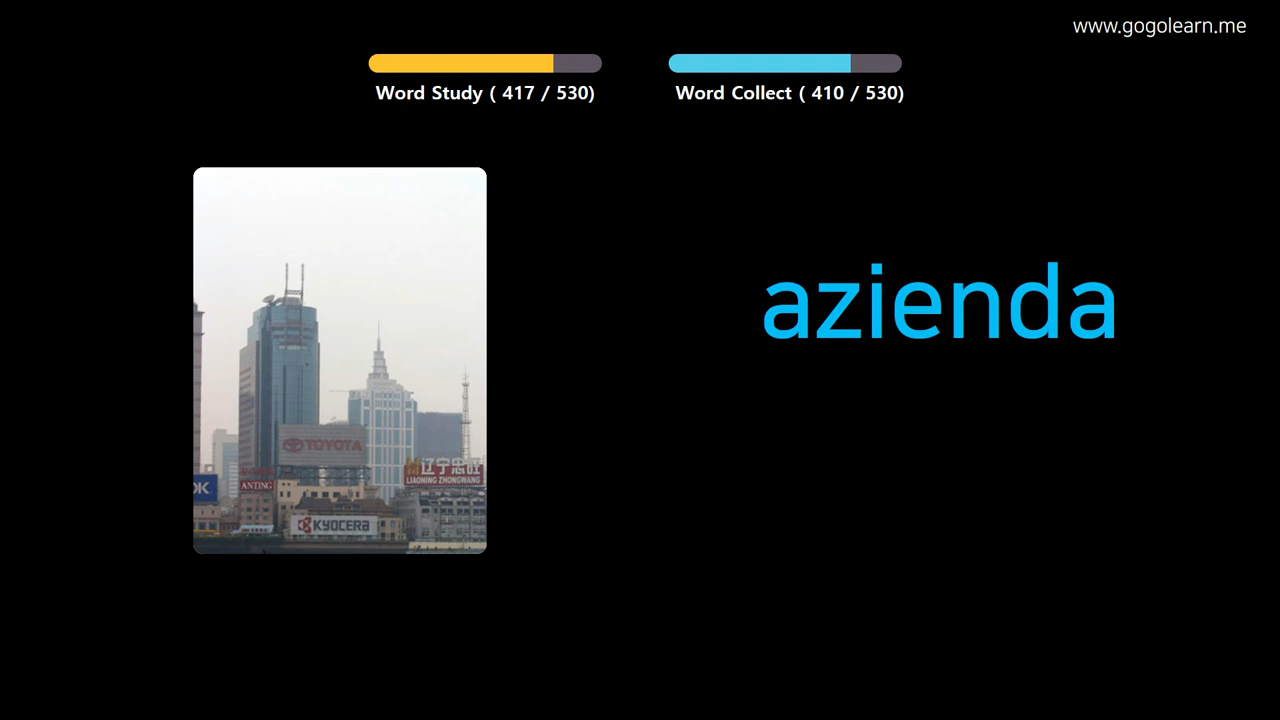 www.gogolearn.me
Word Study ( 417 / 530)
Word Collect ( 410 / 530)
azienda
TOYOTA
辽宁忠旺
LIAONING ZHONGWANG
ANTING
OK
KYOCERA